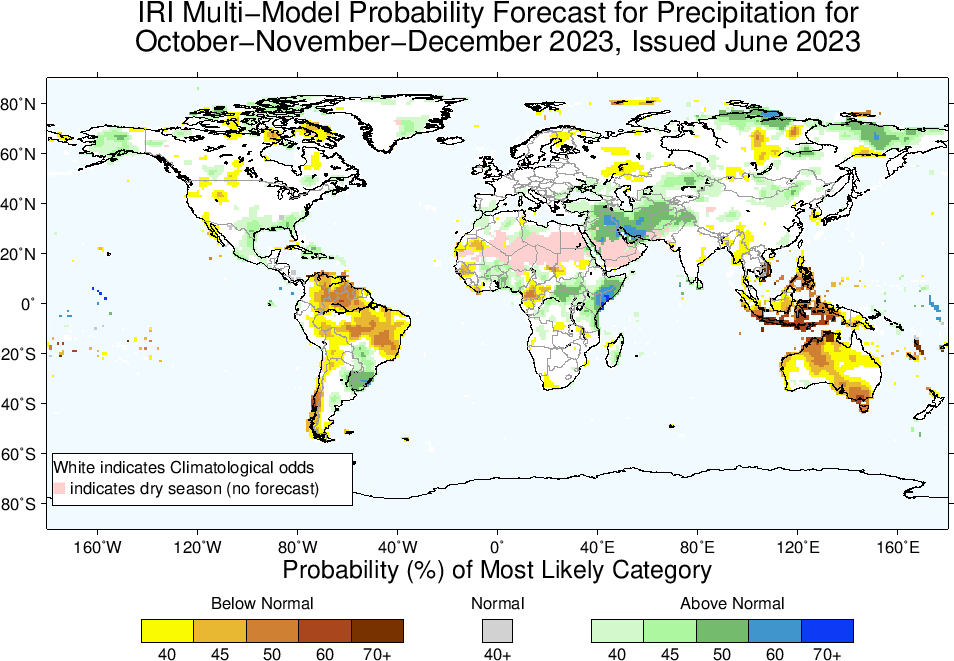 IRI Multi−Model Probability Forecast for Precipitation for
October−November−December 2023, Issued June 2023
80˚N
60˚N
40˚N
20˚N
0˚
20˚S
40˚S
60˚S
80˚S
White indicates Climatological odds
indicates dry season (no forecast)
160˚W 120˚W 80˚W 40˚W 0˚ 40˚E 80˚E 120˚E 160˚E
Probability (%) of Most Likely Category
Below Normal Normal Above Normal
40 45 50 60 70+ 40+ 40 45 50 60 70+